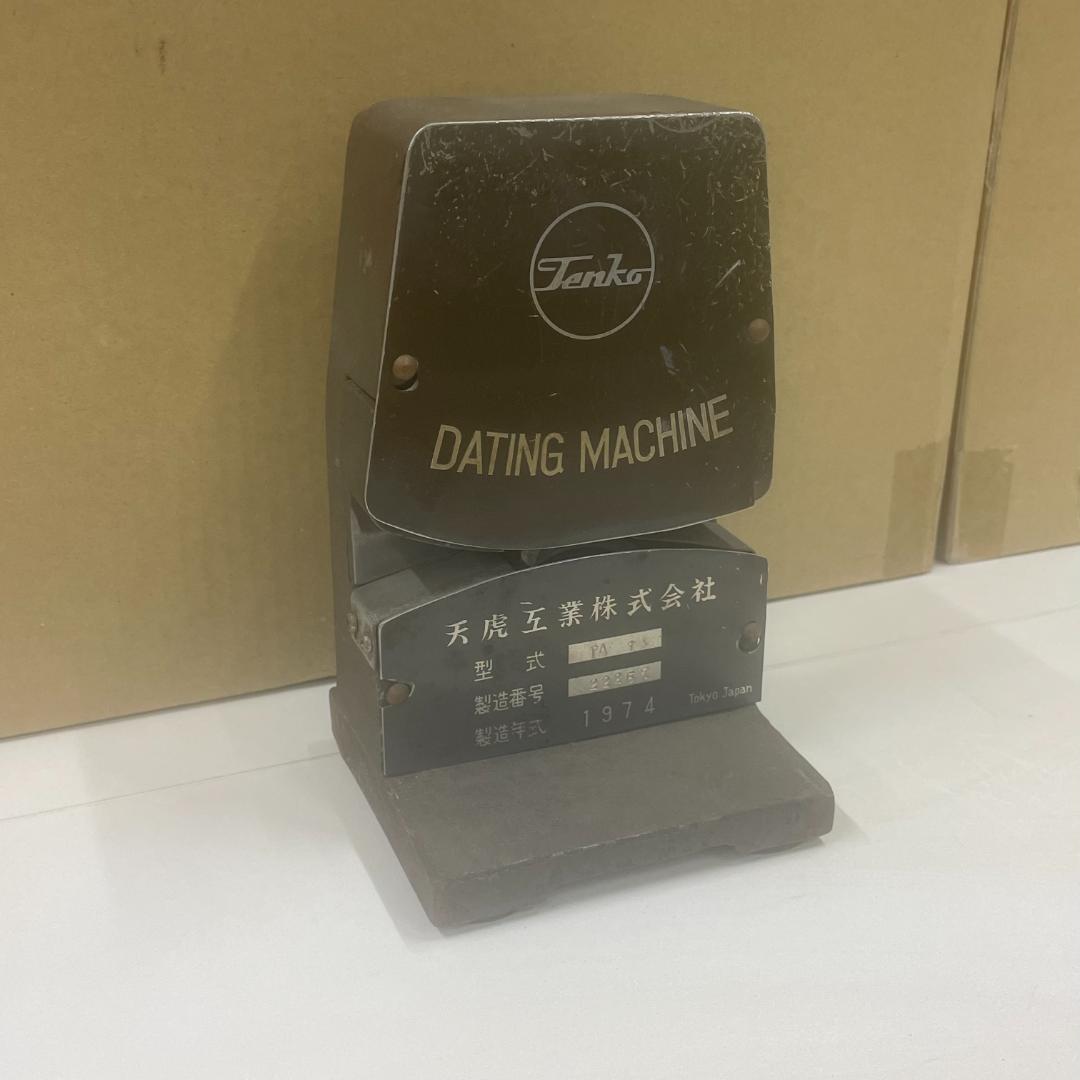 Tenko
DATING MACHINE
天虎工業株式会社
型 式
製造番号
製造年式 1974
Tokyo Japan